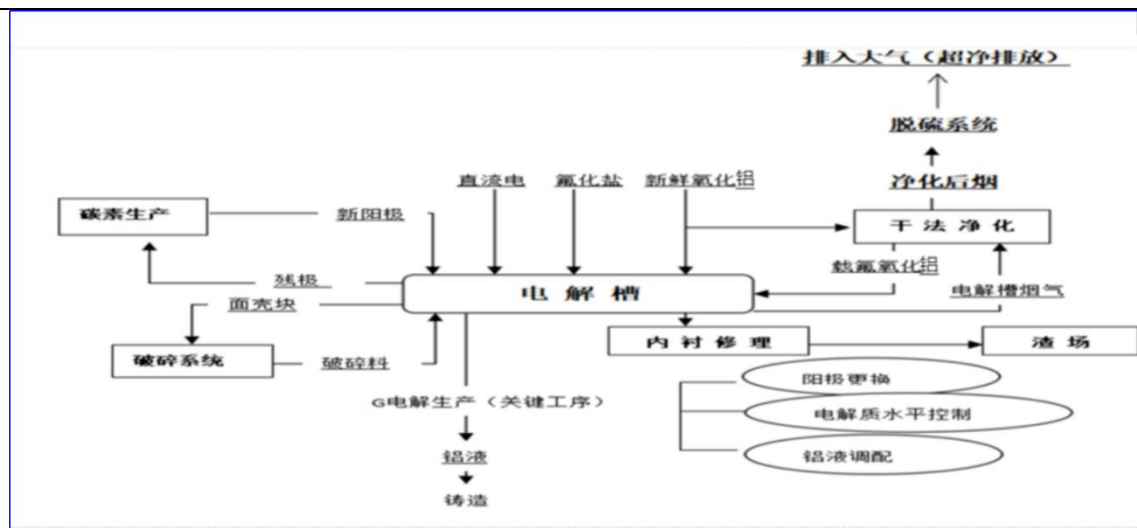 排入大气（超净排放）
脱硫系统
直流电 氟化盐 新鲜氧化铝 净化后烟
碳素生产 新阳极 干法净化
载氟氧化铝
残极 电解槽 电解槽烟气
面壳块
内衬修理 渣场
破碎系统 破碎料
阳极更换
G电解生产（关键工序） 电解质水平控制
铝液 铝液调配
铸造